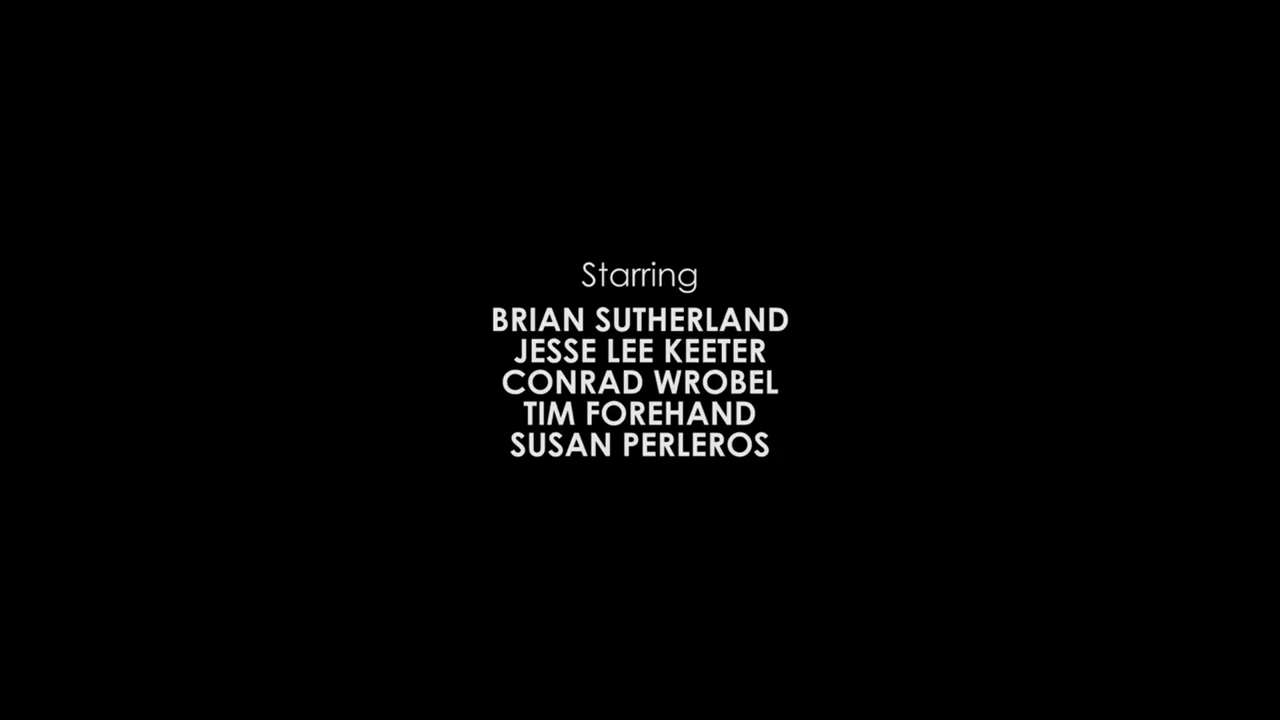 Starring
BRIAN SUTHERLAND
JESSE LEE KEETER
CONRAD WROBEL
TIM FOREHAND
SUSAN PERLEROS